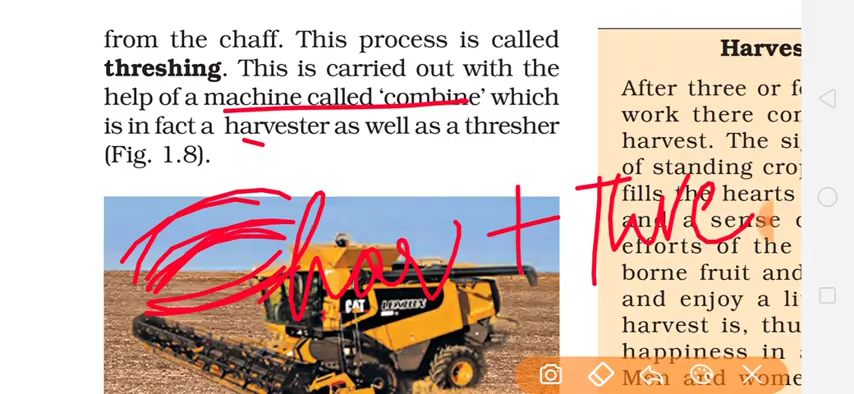 from the chaff. This process is called
threshing. This is carried out with the
help of a machine called ‘combine’ which
is in fact a harvester as well as a thresher
(Fig. 1.8).
har + Thre
CAT LEXION
Harves
After three or f
work there con
harvest. The si
of standing crop
fills the hearts
and a sense o
efforts of the
borne fruit and
and enjoy a li
harvest is, thu
happiness in
Men and wome